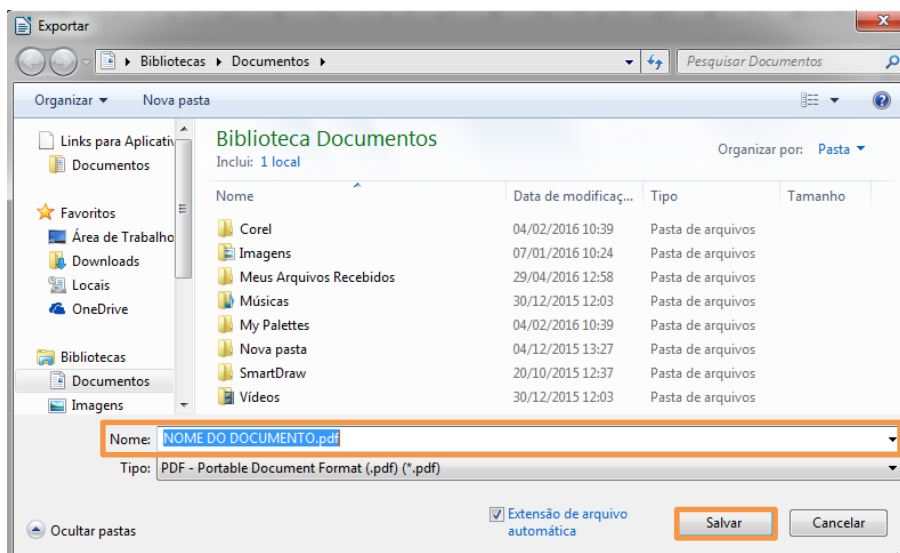 Exportar
Bibliotecas Documentos
Pesquisar Documentos
Organizar Nova pasta
Links para Aplicativ
Documentos
Favoritos
Área de Trabalho
Downloads
Locais
OneDrive
Bibliotecas
Documentos
Imagens
Biblioteca Documentos
Inclui: 1 local
Organizar por: Pasta
Nome Data de modificaç... Tipo Tamanho
Corel 04/02/2016 10:39 Pasta de arquivos
Imagens 07/01/2016 10:24 Pasta de arquivos
Meus Arquivos Recebidos 29/04/2016 12:58 Pasta de arquivos
Músicas 30/12/2015 12:03 Pasta de arquivos
My Palettes 04/02/2016 10:39 Pasta de arquivos
Nova pasta 04/12/2015 13:27 Pasta de arquivos
SmartDraw 20/10/2015 12:37 Pasta de arquivos
Vídeos 30/12/2015 12:03 Pasta de arquivos
Nome: NOME DO DOCUMENTO.pdf
Tipo: PDF - Portable Document Format (.pdf) (*.pdf)
Extensão de arquivo
automática
Salvar
Cancelar
Ocultar pastas